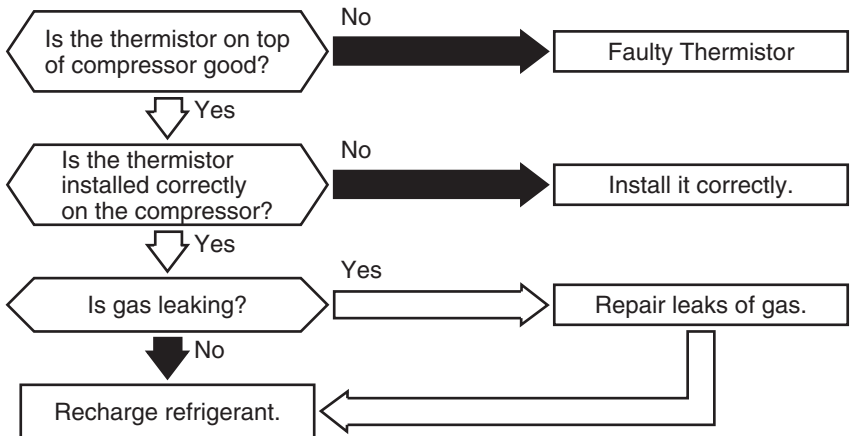 Is the thermistor on top
of compressor good?
No
Faulty Thermistor
Yes
Is the thermistor
installed correctly
on the compressor?
No
Install it correctly.
Yes
Is gas leaking?
Yes
Repair leaks of gas.
No
Recharge refrigerant.